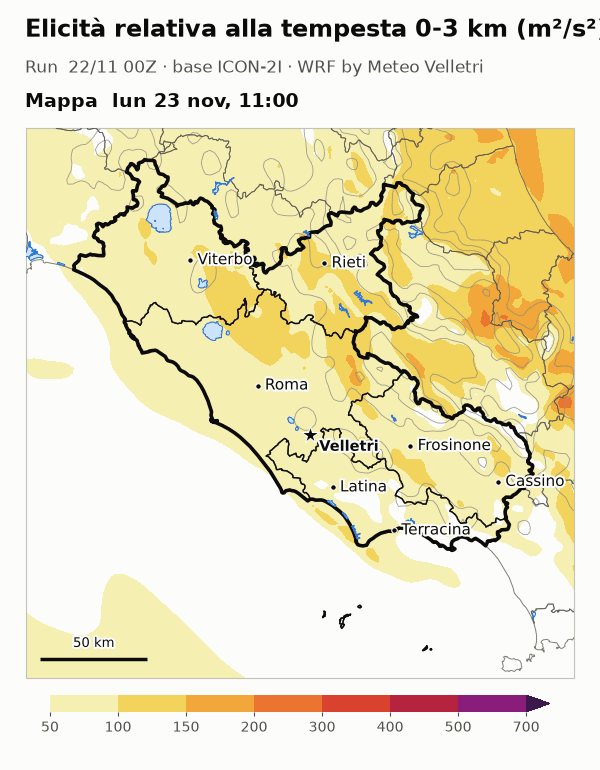 Elicità relativa alla tempesta 0-3 km (m²/s²)
Run 22/11 00Z · base ICON-2I · WRF by Meteo Velletri
Mappa lun 23 nov, 11:00
Viterbo
Rieti
Roma
Velletri
Frosinone
Cassino
Latina
Terracina
50 km
50 100 150 200 300 400 500 700